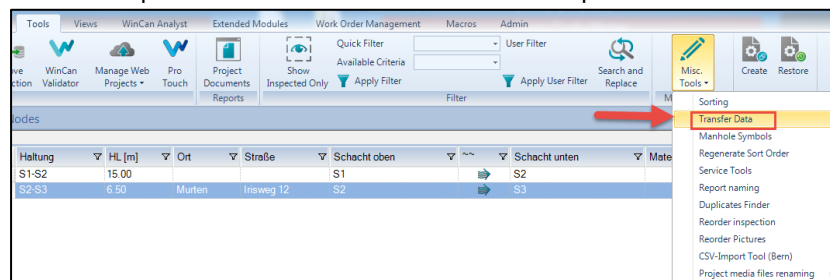 Tools Views WinCan Analyst Extended Modules Work Order Management Macros Admin
Quick Filter User Filter
WinCan Validator Manage Web Projects Pro Touch Project Documents Show Inspected Only Available Criteria Search and Replace Misc. Tools Create Restore
Apply Filter Apply User Filter
Reports Filter
Sorting
Transfer Data
Manhole Symbols
Haltung HL [m] Ort Straße Schacht oben ~~ Schacht unten
S1-S2 15.00 S1 S2
S2-S3 6.50 Murten Irisweg 12 S2 S3
Regenerate Sort Order
Service Tools
Report naming
Duplicates Finder
Reorder inspection
Reorder Pictures
CSV-Import Tool (Bern)
Project media files renaming